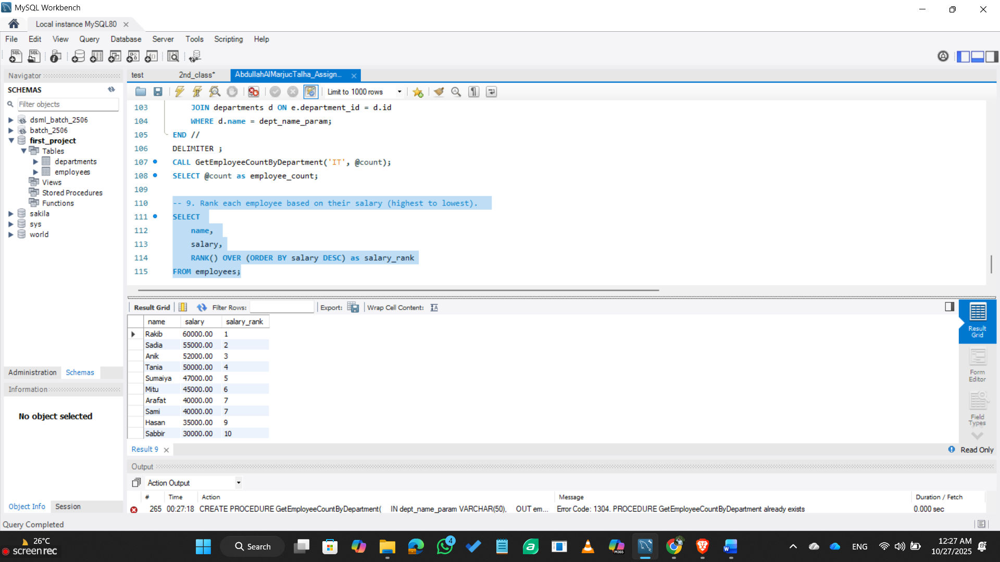 MySQL Workbench
Local instance MySQL80
File Edit View Query Database Server Tools Scripting Help
Navigator
SCHEMAS
Filter objects
dsml_batch_2506
batch_2506
first_project
Tables
departments
employees
Views
Stored Procedures
Functions
sakila
sys
world
Administration Schemas
Information
No object selected
Object Info Session
Query Completed
test 2nd_class* AbdullahAlMarjucTalha_Assign...
Limit to 1000 rows
103 JOIN departments d ON e.department_id = d.id
104 WHERE d.name = dept_name_param;
105 END //
106 DELIMITER ;
107 CALL GetEmployeeCountByDepartment('IT', @count);
108 SELECT @count as employee_count;
109
110 -- 9. Rank each employee based on their salary (highest to lowest).
111 SELECT
112 name,
113 salary,
114 RANK() OVER (ORDER BY salary DESC) as salary_rank
115 FROM employees;
Result Grid Filter Rows: Export: Wrap Cell Content:
name salary salary_rank
Rakib 60000.00 1
Sadia 55000.00 2
Anik 52000.00 3
Tania 50000.00 4
Sumaiya 47000.00 5
Mitu 45000.00 6
Arafat 40000.00 7
Sami 40000.00 7
Hasan 35000.00 9
Sabbir 30000.00 10
Result
Grid
Form
Editor
Field
Types
Result 9
Read Only
Output
Action Output
# Time Action Message Duration / Fetch
265 00:27:18 CREATE PROCEDURE GetEmployeeCountByDepartment( IN dept_name_param VARCHAR(50), OUT em... Error Code: 1304. PROCEDURE GetEmployeeCountByDepartment already exists 0.000 sec
26°C
screen rec
Search
4
M365
ENG
12:27 AM
10/27/2025